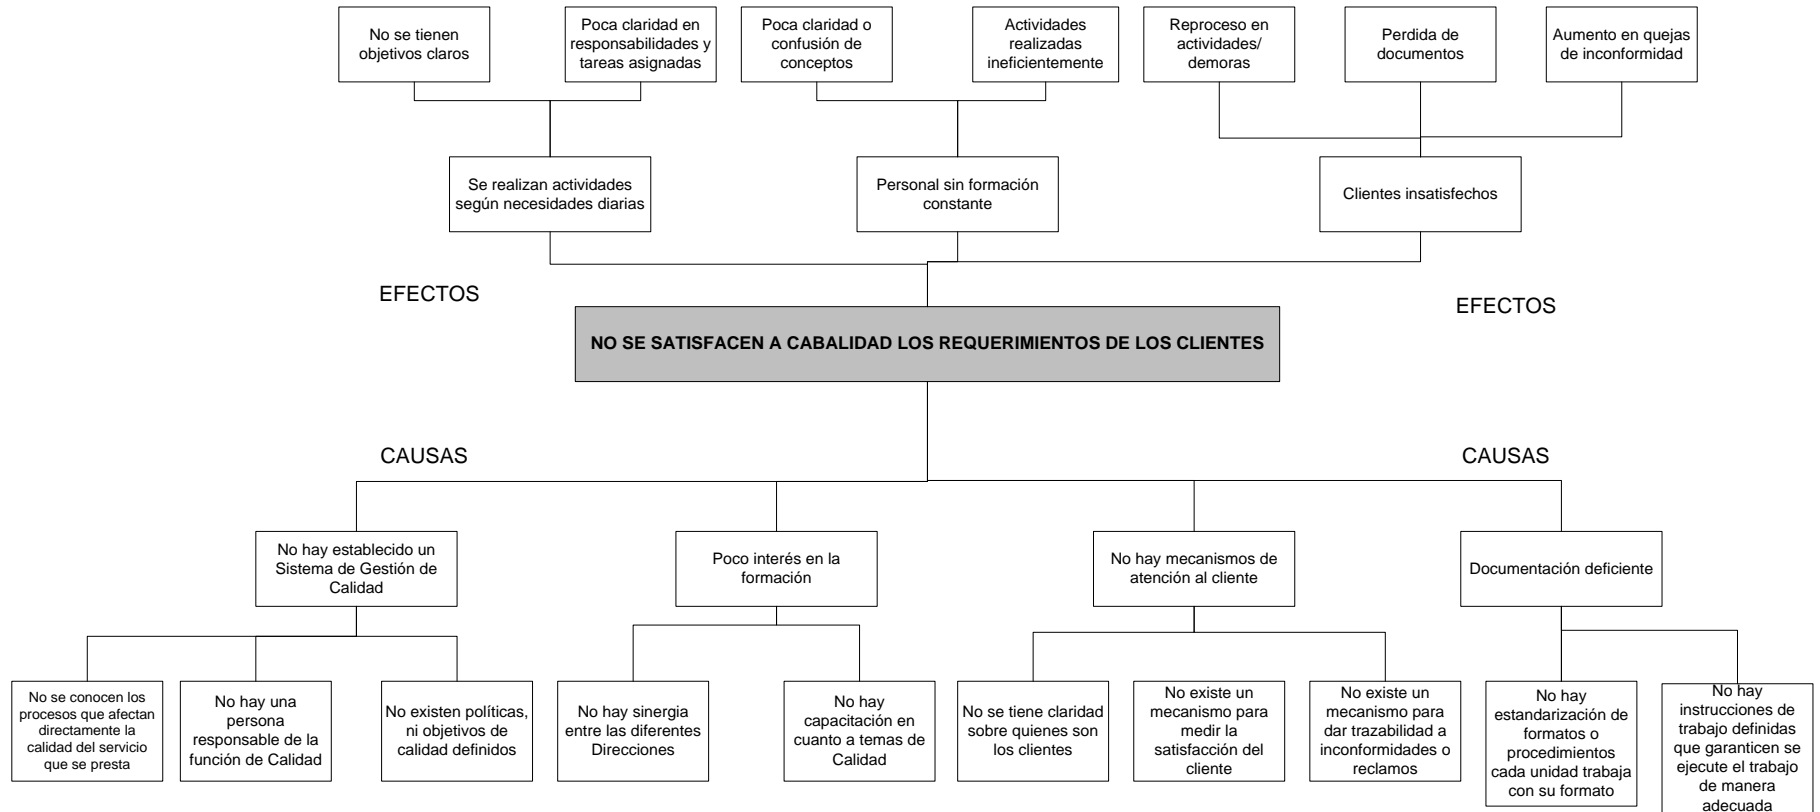 No se tienen
objetivos claros
Poca claridad en
responsabilidades y
tareas asignadas
Poca claridad o
confusión de
conceptos
Actividades
realizadas
ineficientemente
Reproceso en
actividades/
demoras
Perdida de
documentos
Aumento en quejas
de inconformidad
Se realizan actividades
según necesidades diarias
Personal sin formación
constante
Clientes insatisfechos
EFECTOS
EFECTOS
NO SE SATISFACEN A CABALIDAD LOS REQUERIMIENTOS DE LOS CLIENTES
CAUSAS
CAUSAS
No hay establecido un
Sistema de Gestión de
Calidad
Poco interés en la
formación
No hay mecanismos de
atención al cliente
Documentación deficiente
No se conocen los
procesos que afectan
directamente la
calidad del servicio
que se presta
No hay una
persona
responsable de la
función de Calidad
No existen políticas,
ni objetivos de
calidad definidos
No hay sinergia
entre las diferentes
Direcciones
No hay
capacitación en
cuanto a temas de
Calidad
No se tiene claridad
sobre quienes son
los clientes
No existe un
mecanismo para
medir la
satisfacción del
cliente
No existe un
mecanismo para
dar trazabilidad a
inconformidades o
reclamos
No hay
estandarización de
formatos o
procedimientos
cada unidad trabaja
con su formato
No hay
instrucciones de
trabajo definidas
que garanticen se
ejecute el trabajo
de manera
adecuada